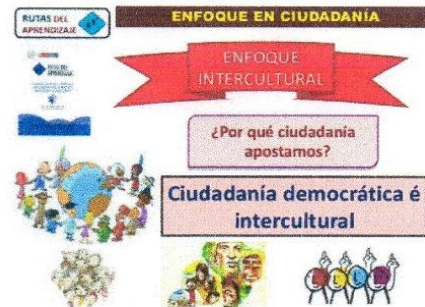 RUTAS DEL
APRENDIZAJE
ENFOQUE EN CIUDADANÍA
ENFOQUE
INTERCULTURAL
¿Por qué ciudadanía
apostamos?
Ciudadanía democrática é
intercultural